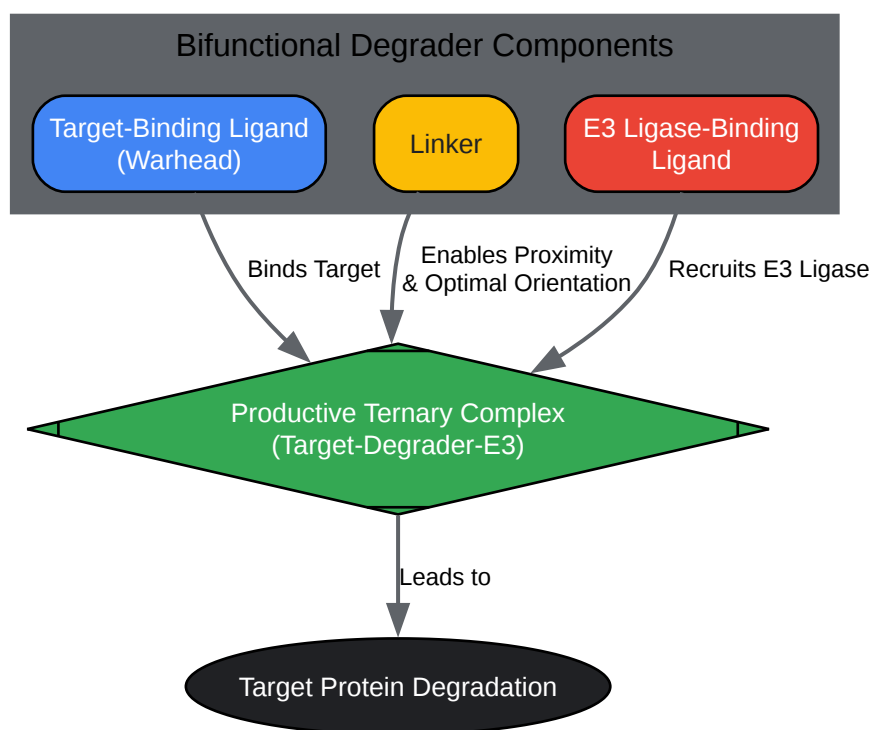 Bifunctional Degrader Components
Target-Binding Ligand
(Warhead)
Linker
E3 Ligase-Binding
Ligand
Binds Target
Enables Proximity
& Optimal Orientation
Recruits E3 Ligase
Productive Ternary Complex
(Target-Degrader-E3)
Leads to
Target Protein Degradation